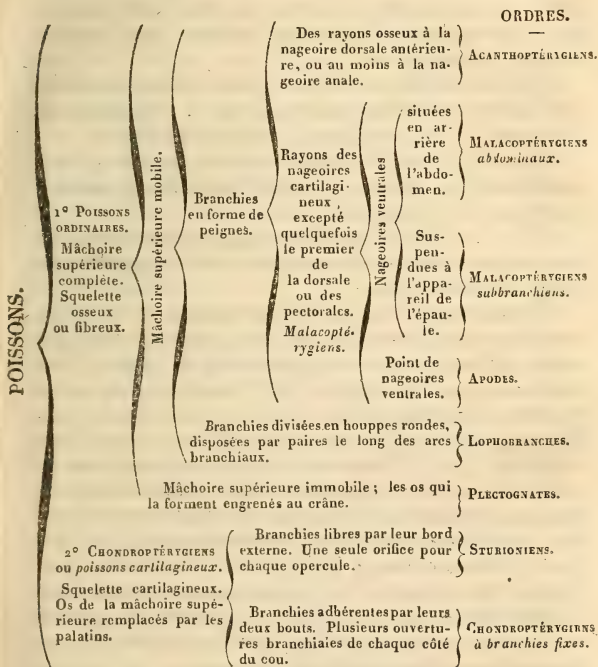 ORDRES.
POISSONS.
1° POISSONS
ORDINAIRES.
Mâchoire
supérieure
complète.
Squelette
osseux
ou fibreux.
Mâchoire supérieure mobile.
Branchies
en forme de
peignes.
Des rayons osseux à la
nageoire dorsale antérieu-
re, ou au moins à la na-
geoire anale.
ACANTHOPTÉRYGIENS.
Rayons des
nageoires
cartilagi-
neux,
excepté
quelquefois
le premier
de
la dorsale
ou des
pectorales.
Malacopté-
rygiens.
Nageoires ventrales
situées
en ar-
rière
de
l'abdo-
men.
MALACOPTÉRYGIENS
abdominaux.
Sus-
pen-
dues à
l'appa-
reil de
l'épau-
le.
MALACOPTÉRYGIENS
subbranchiens.
Point de
nageoires
ventrales.
APODES.
Branchies divisées en houppes rondes,
disposées par paires le long des arcs
branchiaux.
LOPHOBRANCHES.
Mâchoire supérieure immobile; les os qui
la forment engrenés au crâne.
PLECTOGNATES.
2° CHONDROPTÉRYGIENS
ou poissons cartilagineux.
Squelette cartilagineux.
Os de la mâchoire supé-
rieure remplacés par les
palatins.
Branchies libres par leur bord
externe. Une seule orifice pour
chaque opercule.
STURIONIENS.
Branchies adhérentes par leurs
deux bouts. Plusieurs ouvertu-
res branchiales de chaque côté
du cou.
CHONDROPTÉRYGIENS
à branchies fixes.